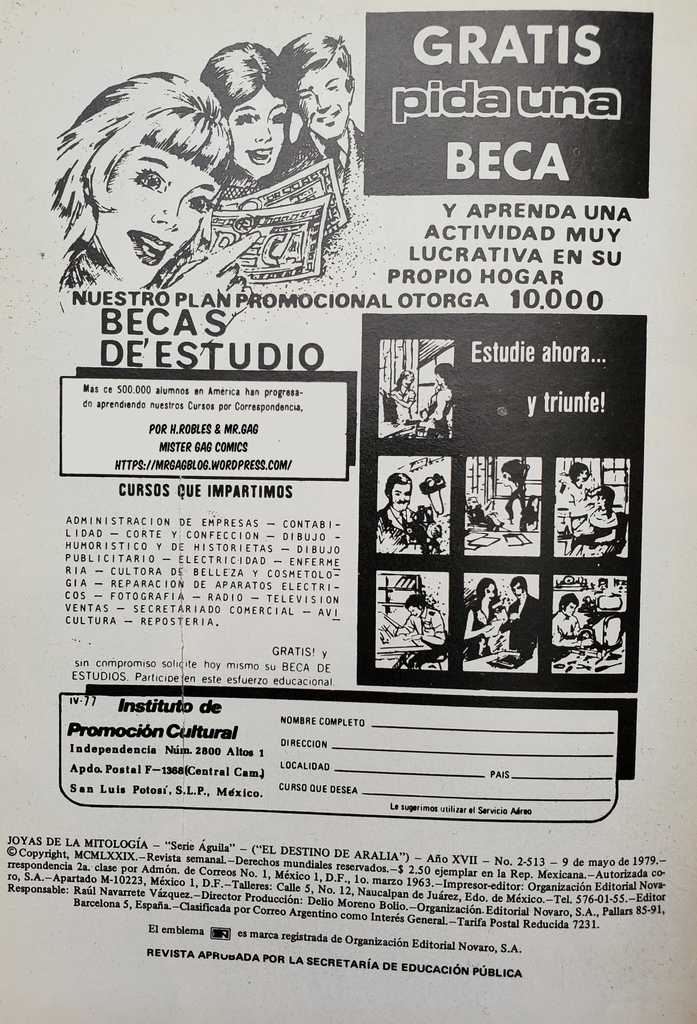 GRATIS
pida una
BECA
Y APRENDA UNA
ACTIVIDAD MUY
LUCRATIVA EN SU
PROPIO HOGAR
NUESTRO PLAN PROMOCIONAL OTORGA 10.000
BECAS
DE ESTUDIO
BECA
Mas ce 500.000 alumnos en América han progresa-
do aprendiendo nuestros Cursos por Correspondencia,
POR H.ROBLES & MR.GAG
MISTER GAG COMICS
HTTPS://MRGAGBLOG.WORDPRESS.COM/
Estudie ahora...
y triunfe!
CURSOS QUE IMPARTIMOS
ADMINISTRACION DE EMPRESAS — CONTABI-
LIDAD — CORTE Y CONFECCION — DIBUJO -
HUMORISTICO Y DE HISTORIETAS — DIBUJO
PUBLICITARIO — ELECTRICIDAD — ENFERME
RIA — CULTORA DE BELLEZA Y COSMETOLO-
GIA — REPARACION DE APARATOS ELECTRI-
COS — FOTOGRAFIA — RADIO — TELEVISION
VENTAS — SECRETARIADO COMERCIAL — AVI
CULTURA — REPOSTERIA.
GRATIS! y
sin compromiso solicite hoy mismo su BECA DE
ESTUDIOS. Participe en este esfuerzo educacional.
IV-77
Instituto de
Promoción Cultural
Independencia Núm. 2800 Altos 1
Apdo. Postal F-1368(Central Cam.)
San Luis Potosí, S.L.P., México.
NOMBRE COMPLETO
DIRECCION
LOCALIDAD PAIS
CURSO QUE DESEA
Le sugerimos utilizar el Servicio Aéreo
JOYAS DE LA MITOLOGÍA — "Serie Águila" — ("EL DESTINO DE ARALIA") — Año XVII — No. 2-513 — 9 de mayo de 1979.—
© Copyright, MCMLXXIX.—Revista semanal.—Derechos mundiales reservados.—$ 2.50 ejemplar en la Rep. Mexicana.—Autorizada co-
rrespondencia 2a. clase por Admón. de Correos No. 1, México 1, D.F., 1o. marzo 1963.—Impresor-editor: Organización Editorial Nova-
ro, S.A.—Apartado M-10223, México 1, D.F.—Talleres: Calle 5, No. 12, Naucalpan de Juárez, Edo. de México.—Tel. 576-01-55.—Editor
Responsable: Raúl Navarrete Vázquez.—Director Producción: Delio Moreno Bolio.—Organización Editorial Novaro, S.A., Pallars 85-91,
Barcelona 5, España.—Clasificada por Correo Argentino como Interés General.—Tarifa Postal Reducida 7231.
El emblema es marca registrada de Organización Editorial Novaro, S.A.
REVISTA APROBADA POR LA SECRETARÍA DE EDUCACIÓN PÚBLICA